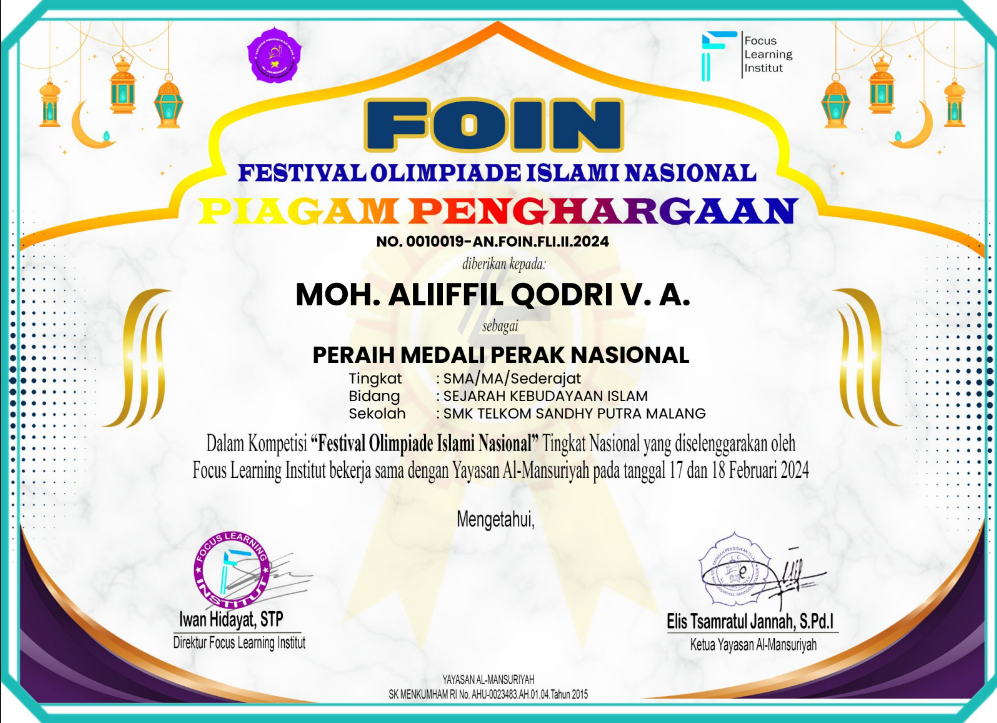 Focus
Learning
Institut
FOIN
FESTIVAL OLIMPIADE ISLAMI NASIONAL
PIAGAM PENGHARGAAN
NO. 0010019-AN.FOIN.FLI.II.2024
diberikan kepada:
MOH. ALIIFFIL QODRI V. A.
sebagai
PERAIH MEDALI PERAK NASIONAL
Tingkat : SMA/MA/Sederajat
Bidang : SEJARAH KEBUDAYAAN ISLAM
Sekolah : SMK TELKOM SANDHY PUTRA MALANG
Dalam Kompetisi “Festival Olimpiade Islami Nasional” Tingkat Nasional yang diselenggarakan oleh
Focus Learning Institut bekerja sama dengan Yayasan Al-Mansuriyah pada tanggal 17 dan 18 Februari 2024
Mengetahui,
FOCUS LEARNING
INSTITUT
Iwan Hidayat, STP
Direktur Focus Learning Institut
Elis Tsamratul Jannah, S.Pd.I
Ketua Yayasan Al-Mansuriyah
YAYASAN AL-MANSURIYAH
SK MENKUMHAM RI No. AHU-0023483.AH.01.04.Tahun 2015